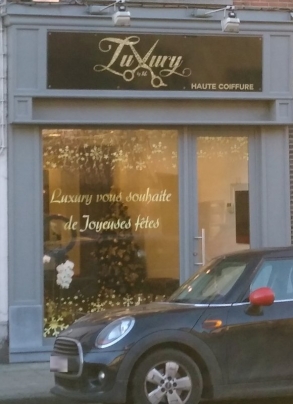 Luxury
HAUTE COIFFURE
Luxury vous souhaite
de Joyeuses fêtes